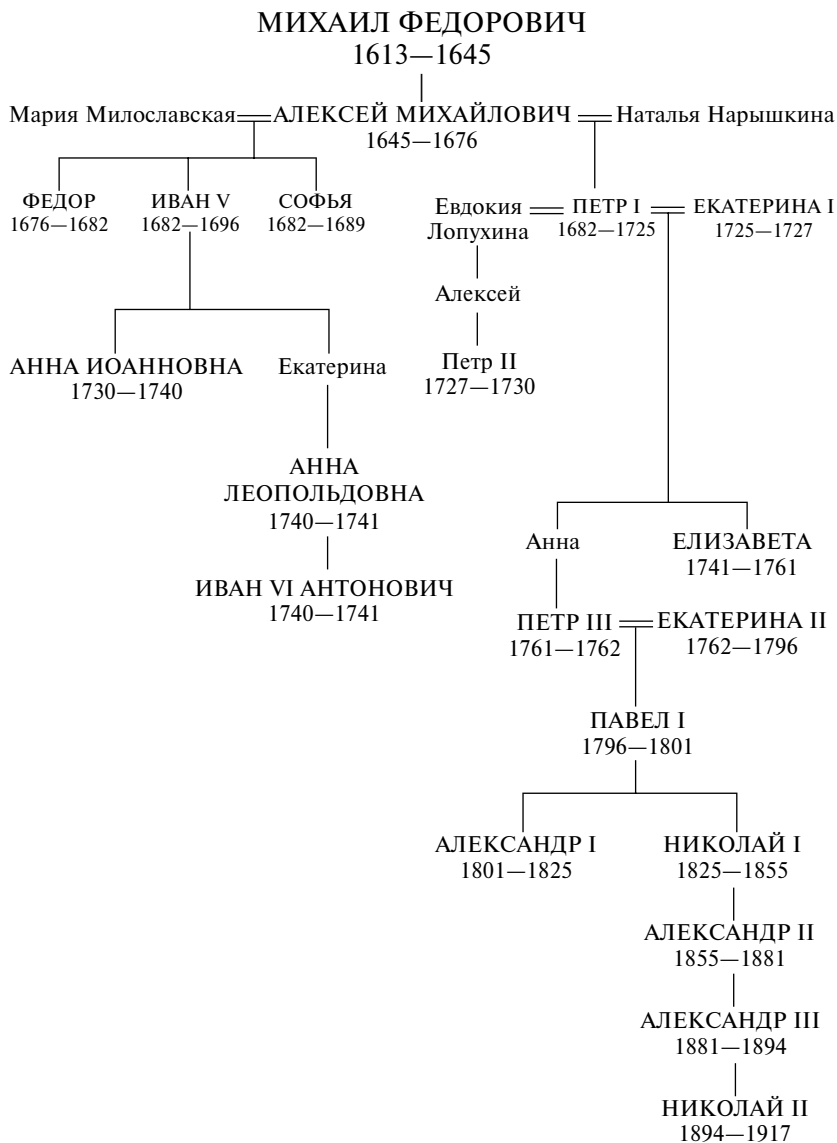 МИХАИЛ ФЕДОРОВИЧ
1613—1645
Мария Милославская АЛЕКСЕЙ МИХАЙЛОВИЧ Наталья Нарышкина
1645—1676
ФЕДОР ИВАН V СОФЬЯ
1676—1682 1682—1696 1682—1689
Евдокия ПЕТР I ЕКАТЕРИНА I
Лопухина 1682—1725 1725—1727
Алексей
АННА ИОАННОВНА Екатерина Петр II
1730—1740 1727—1730
АННА
ЛЕОПОЛЬДОВНА
1740—1741
Анна ЕЛИЗАВЕТА
1741—1761
ИВАН VI АНТОНОВИЧ
1740—1741
ПЕТР III ЕКАТЕРИНА II
1761—1762 1762—1796
ПАВЕЛ I
1796—1801
АЛЕКСАНДР I НИКОЛАЙ I
1801—1825 1825—1855
АЛЕКСАНДР II
1855—1881
АЛЕКСАНДР III
1881—1894
НИКОЛАЙ II
1894—1917